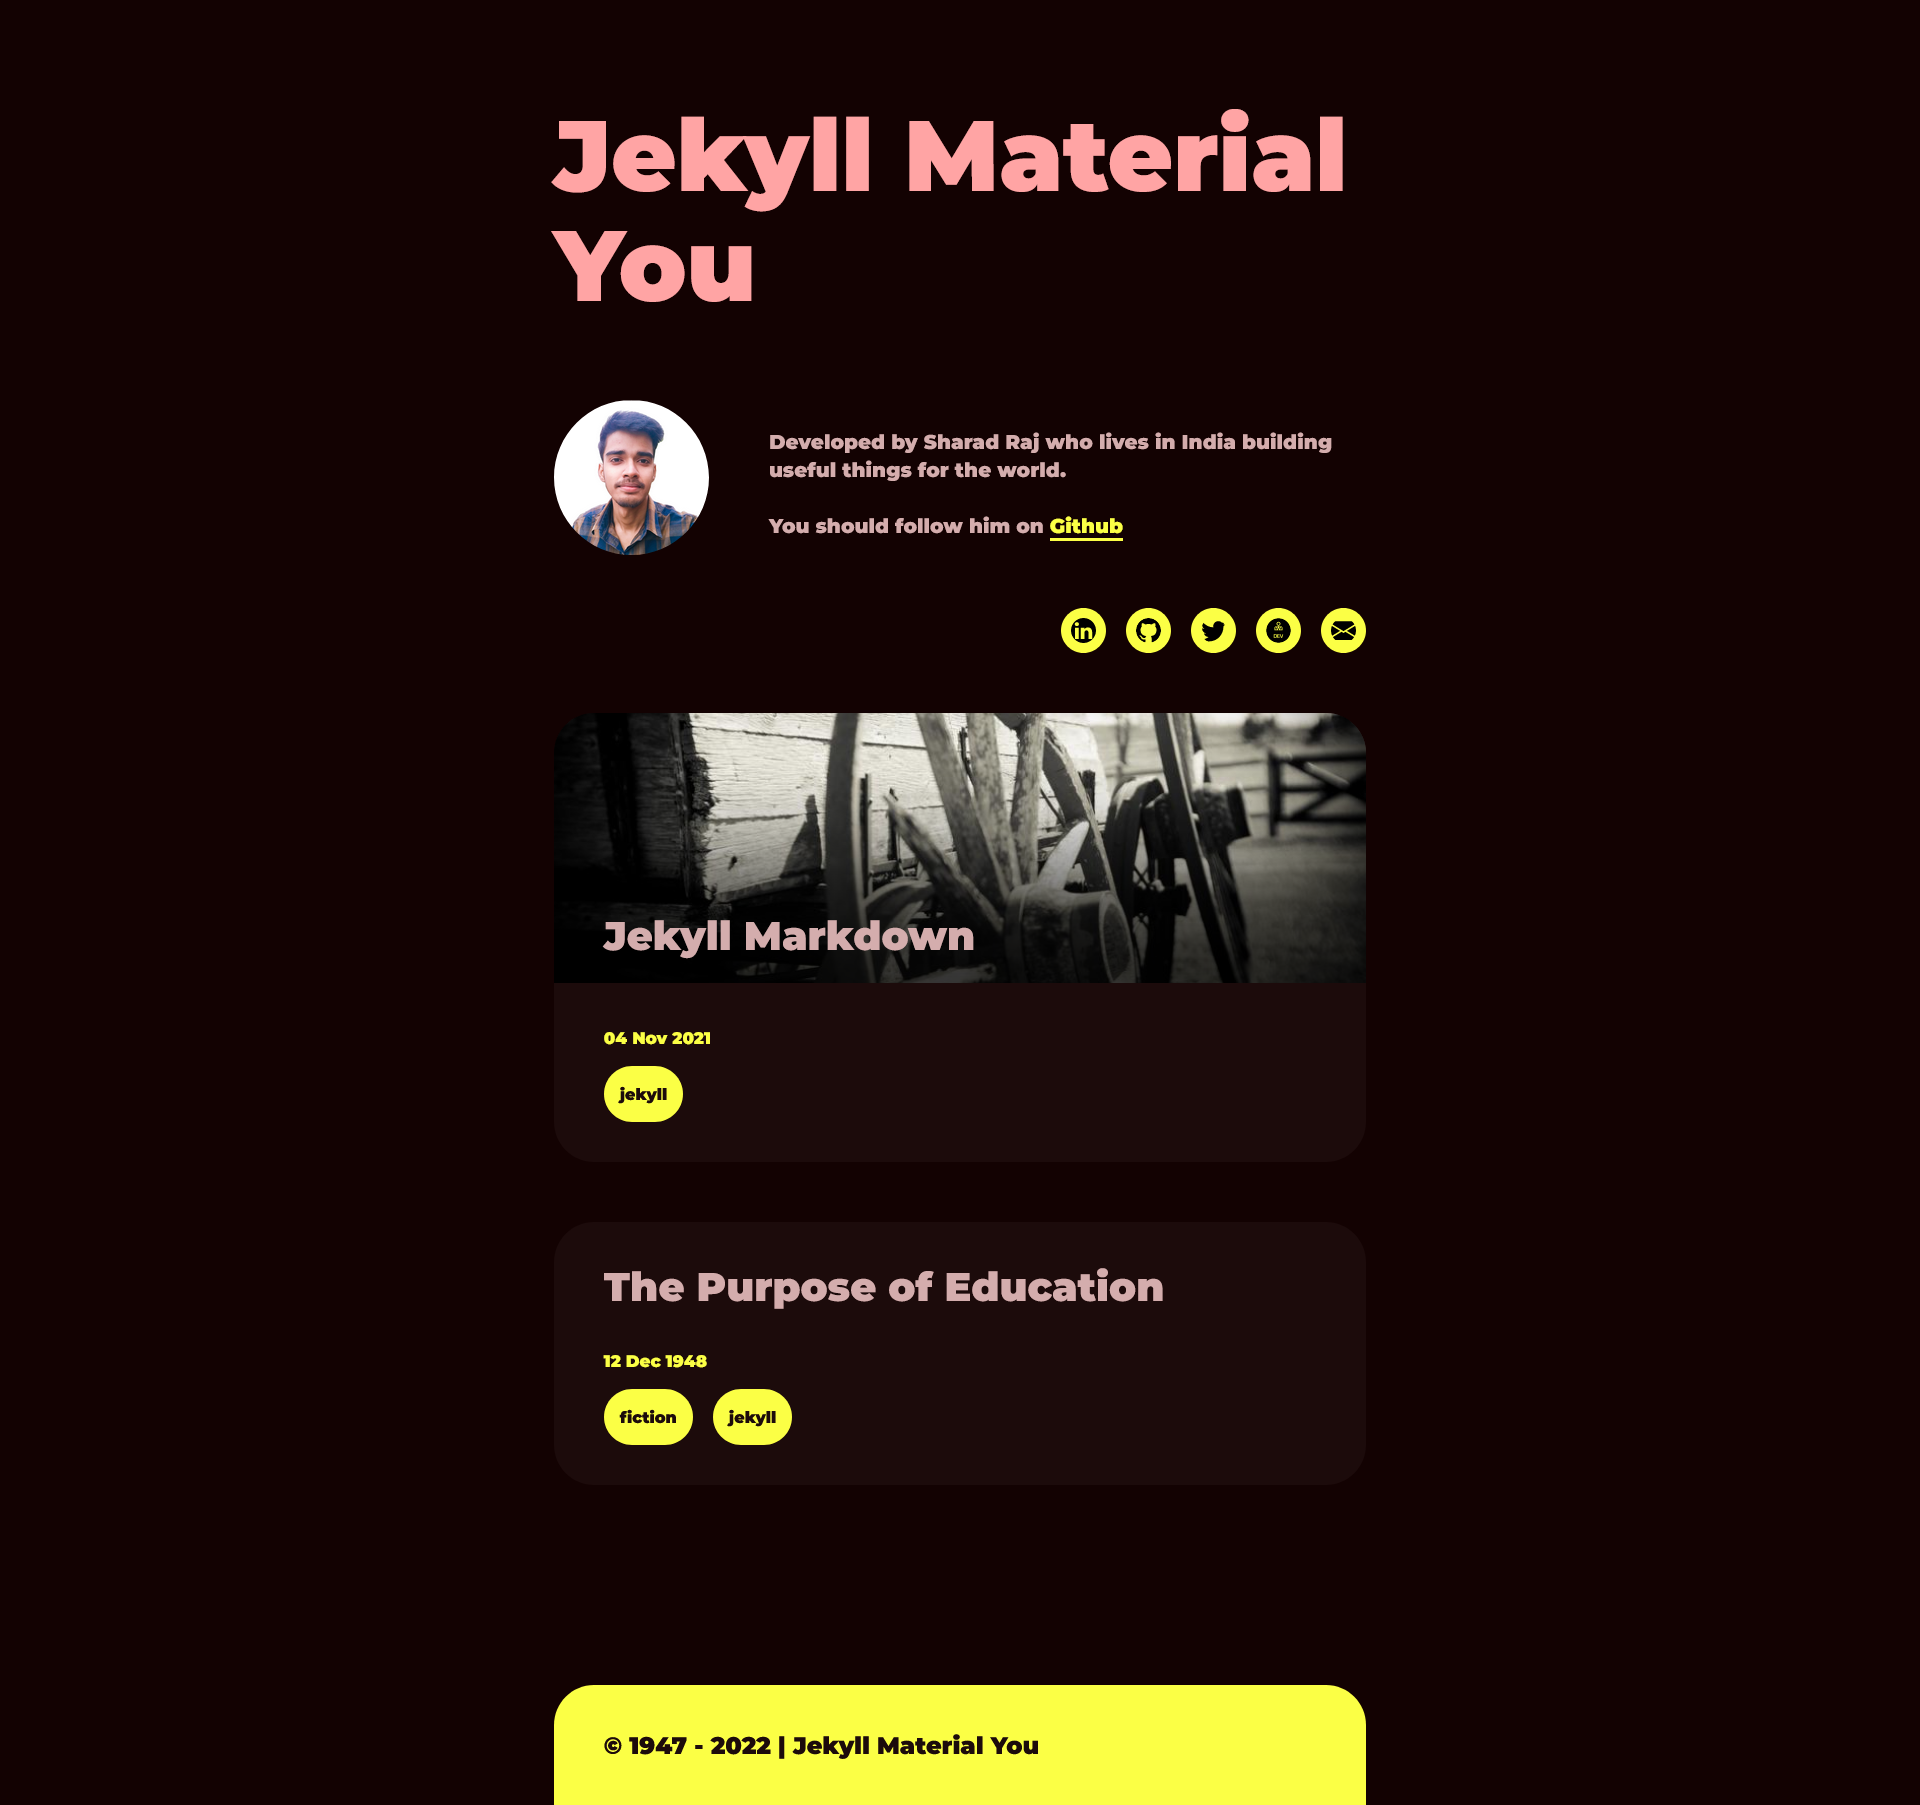 Jekyll Material
You
Developed by Sharad Raj who lives in India building
useful things for the world.
You should follow him on Github
in
DEV
Jekyll Markdown
04 Nov 2021
jekyll
The Purpose of Education
12 Dec 1948
fiction jekyll
© 1947 - 2022 | Jekyll Material You